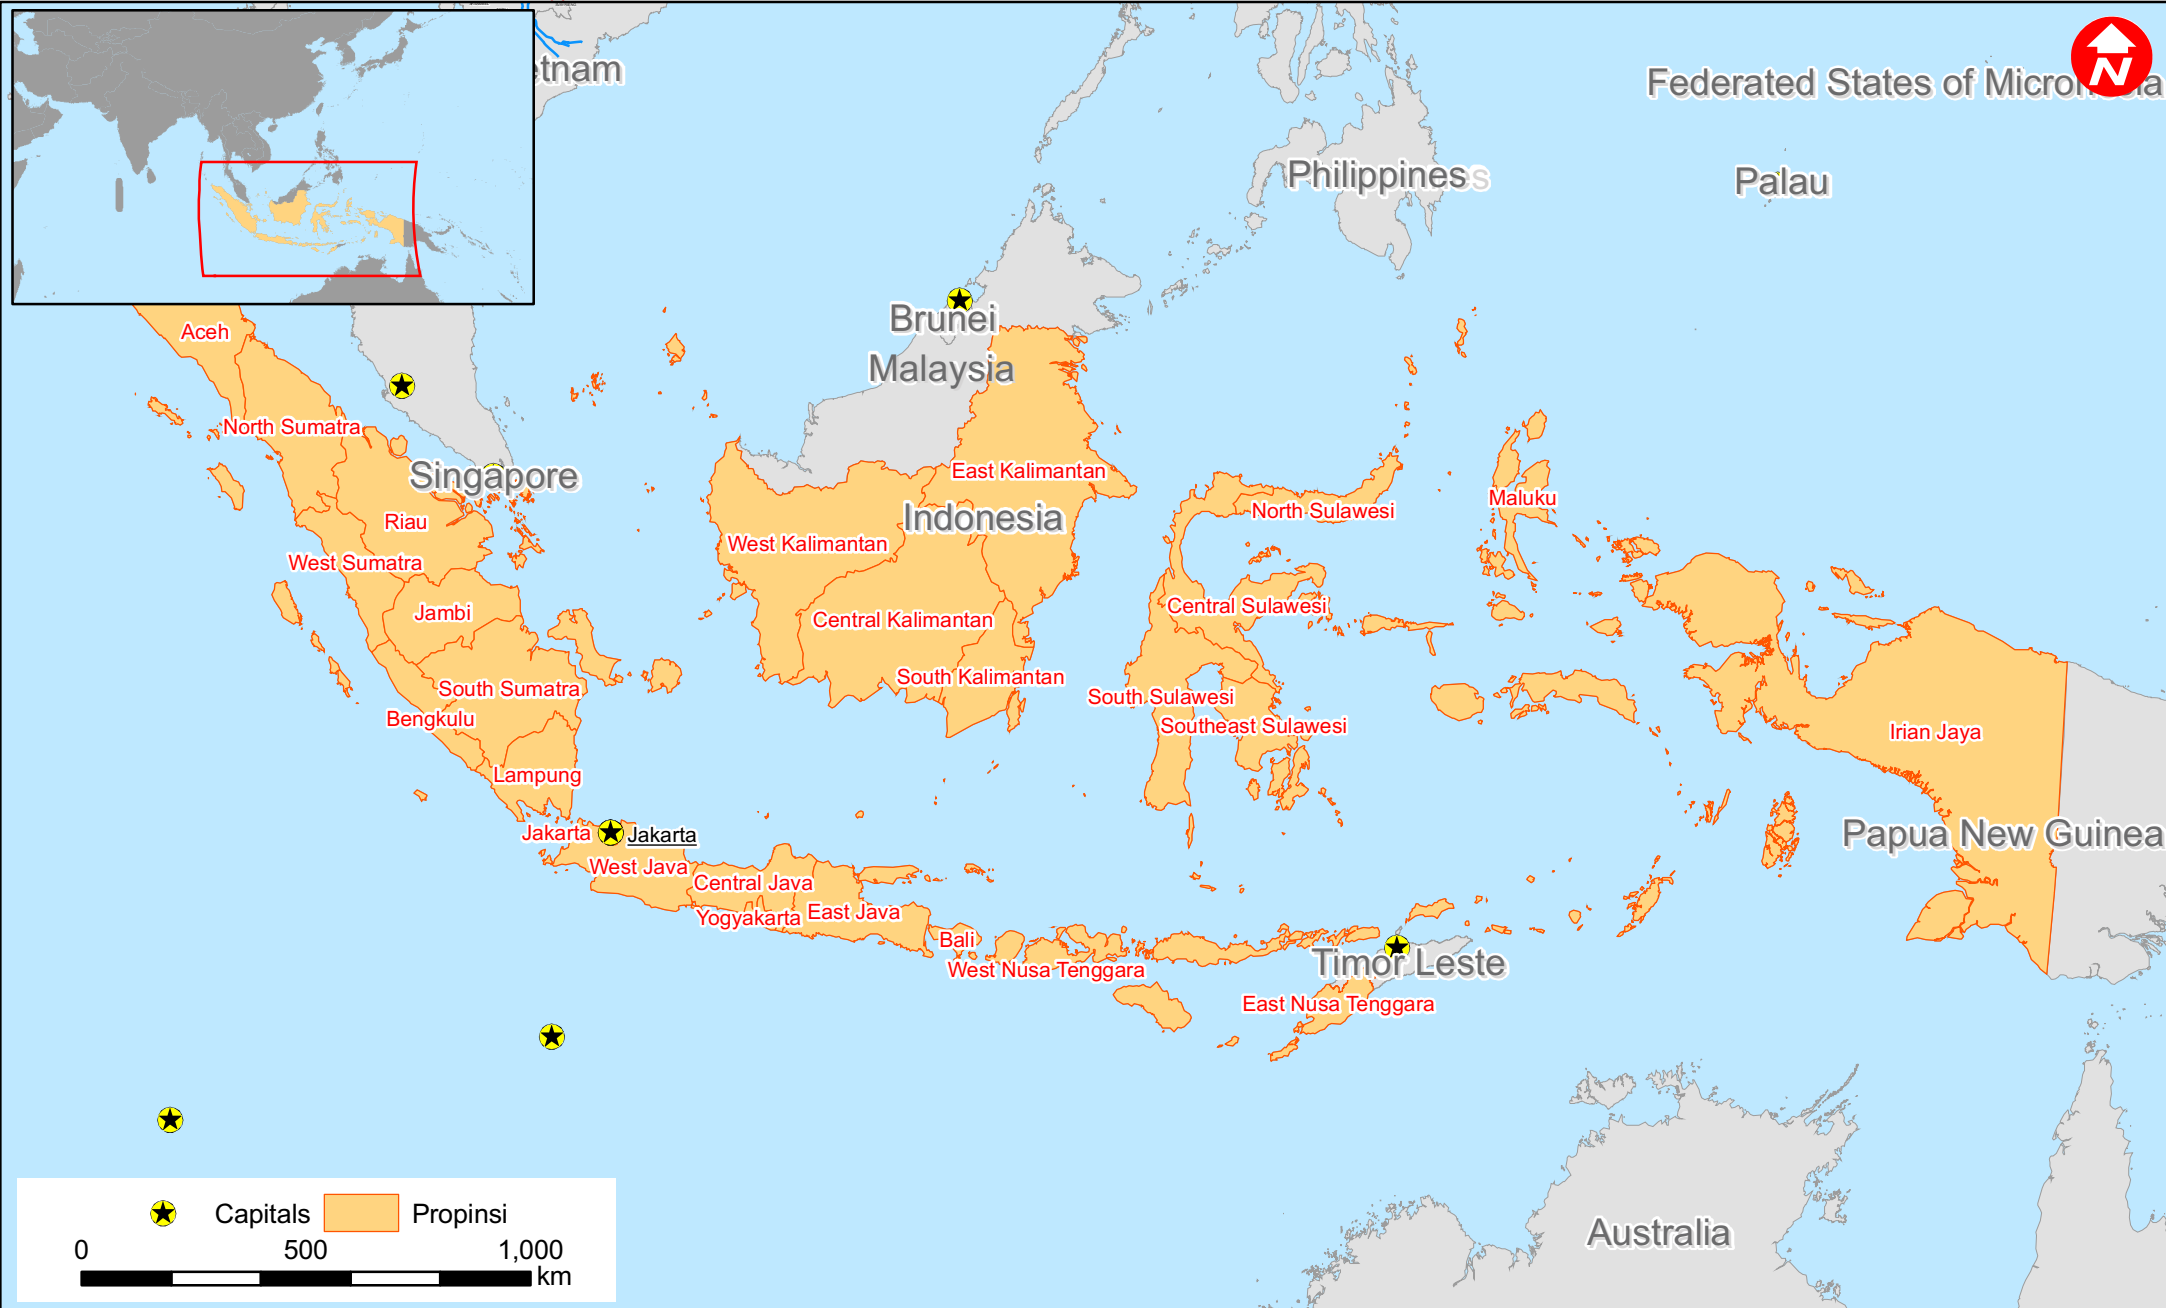 etnam
Federated States of Micron
N
Philippines
Palau
Brunei
Malaysia
Aceh
North Sumatra
Singapore
East Kalimantan
Riau
Indonesia
North Sulawesi
Maluku
West Kalimantan
West Sumatra
Jambi
Central Kalimantan
Central Sulawesi
South Kalimantan
South Sumatra
South Sulawesi
Bengkulu
Southeast Sulawesi
Irian Jaya
Lampung
Jakarta
Jakarta
Papua New Guinea
West Java
Central Java
Yogyakarta
East Java
Bali
West Nusa Tenggara
Timor Leste
East Nusa Tenggara
Australia
Capitals
Propinsi
0 500 1,000
km